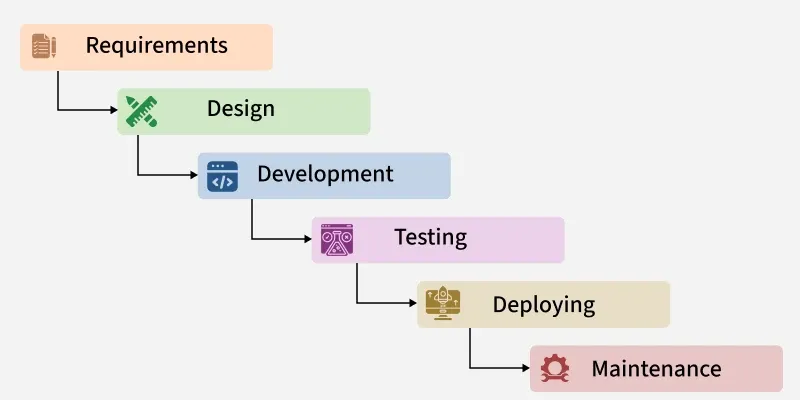 Requirements
Design
Development
Testing
Deploying
Maintenance